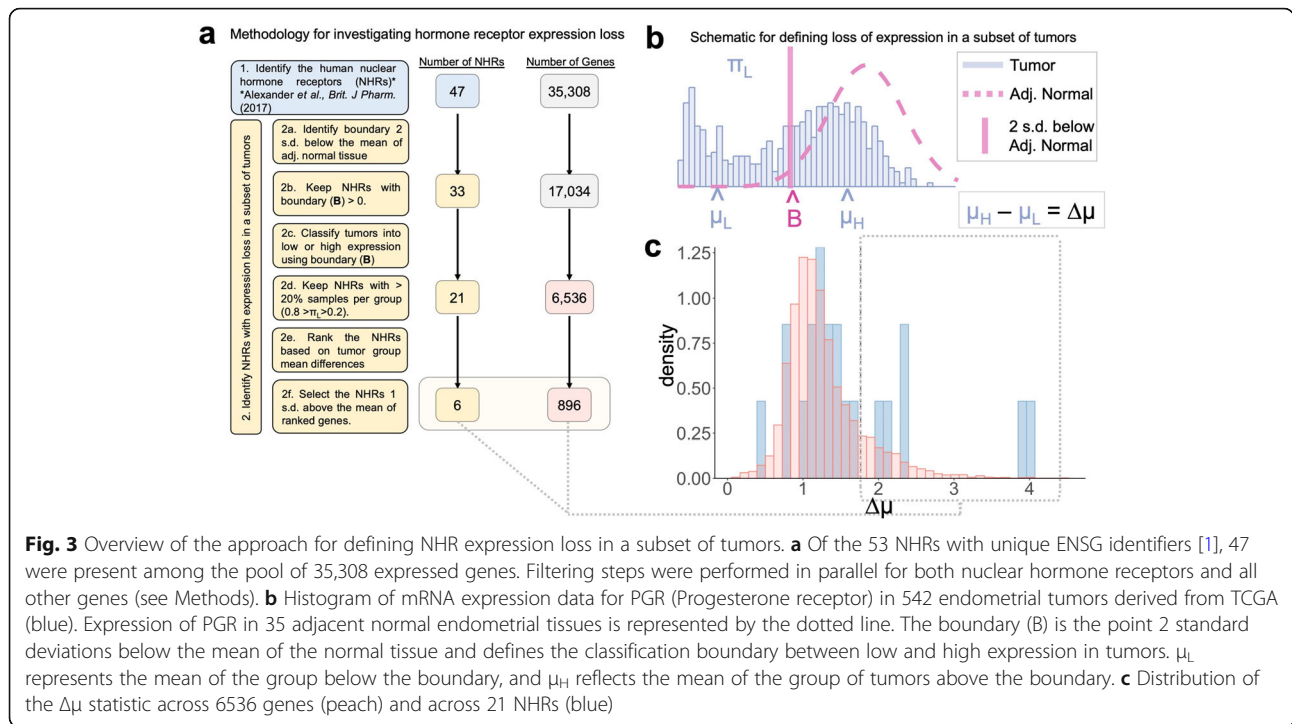 a Methodology for investigating hormone receptor expression loss
Number of NHRs
Number of Genes
1. Identify the human nuclear
hormone receptors (NHRs)*
*Alexander et al., Brit. J Pharm.
(2017)
47
35,308
2. Identify NHRs with expression loss in a subset of tumors
2a. Identify boundary 2
s.d. below the mean of
adj. normal tissue
2b. Keep NHRs with
boundary (B) > 0.
33
17,034
2c. Classify tumors into
low or high expression
using boundary (B)
2d. Keep NHRs with >
20% samples per group
(0.8 >πL>0.2).
21
6,536
2e. Rank the NHRs
based on tumor group
mean differences
2f. Select the NHRs 1
s.d. above the mean of
ranked genes.
6
896
b Schematic for defining loss of expression in a subset of tumors
πL
Tumor
Adj. Normal
2 s.d. below
Adj. Normal
^ ^ ^
μL B μH
μH − μL = Δμ
c
density
1.25
1.00
0.75
0.50
0.25
0.00
0 1 2 3 4
Δμ
Fig. 3 Overview of the approach for defining NHR expression loss in a subset of tumors. a Of the 53 NHRs with unique ENSG identifiers [1], 47
were present among the pool of 35,308 expressed genes. Filtering steps were performed in parallel for both nuclear hormone receptors and all
other genes (see Methods). b Histogram of mRNA expression data for PGR (Progesterone receptor) in 542 endometrial tumors derived from TCGA
(blue). Expression of PGR in 35 adjacent normal endometrial tissues is represented by the dotted line. The boundary (B) is the point 2 standard
deviations below the mean of the normal tissue and defines the classification boundary between low and high expression in tumors. μL
represents the mean of the group below the boundary, and μH reflects the mean of the group of tumors above the boundary. c Distribution of
the Δμ statistic across 6536 genes (peach) and across 21 NHRs (blue)